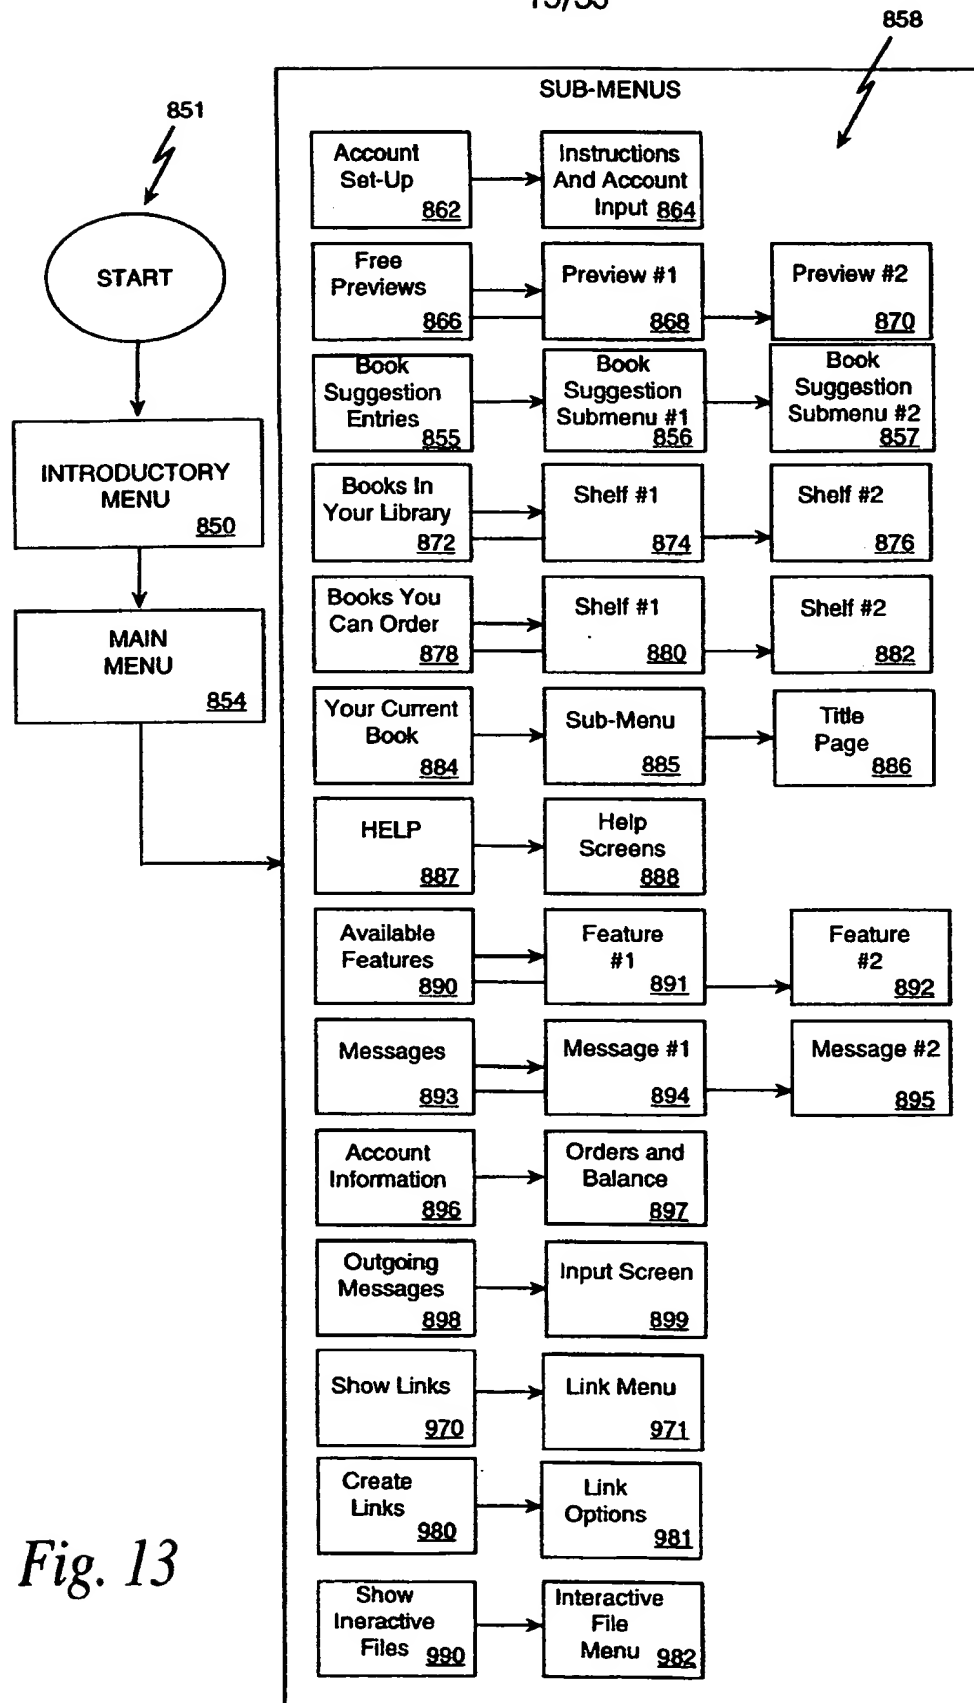 858
SUB-MENUS
851
START
INTRODUCTORY
MENU
850
MAIN
MENU
854
Account
Set-Up
862
Instructions
And Account
Input 864
Free
Previews
866
Preview #1
868
Preview #2
870
Book
Suggestion
Entries
855
Book
Suggestion
Submenu #1
856
Book
Suggestion
Submenu #2
857
Books In
Your Library
872
Shelf #1
874
Shelf #2
876
Books You
Can Order
878
Shelf #1
880
Shelf #2
882
Your Current
Book
884
Sub-Menu
885
Title
Page
886
HELP
887
Help
Screens
888
Available
Features
890
Feature
#1
891
Feature
#2
892
Messages
893
Message #1
894
Message #2
895
Account
Information
896
Orders and
Balance
897
Outgoing
Messages
898
Input Screen
899
Show Links
970
Link Menu
971
Create
Links
980
Link
Options
981
Show
Ineractive
Files 990
Interactive
File
Menu 982
Fig. 13